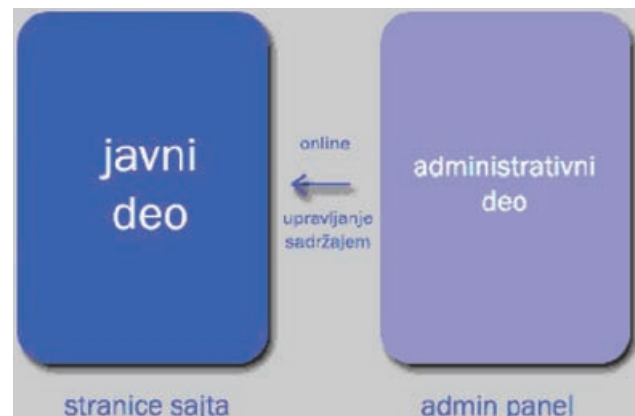 javni
deo
online
upravljanje
sadržajem
administrativni
deo
stranice sajta
admin panel